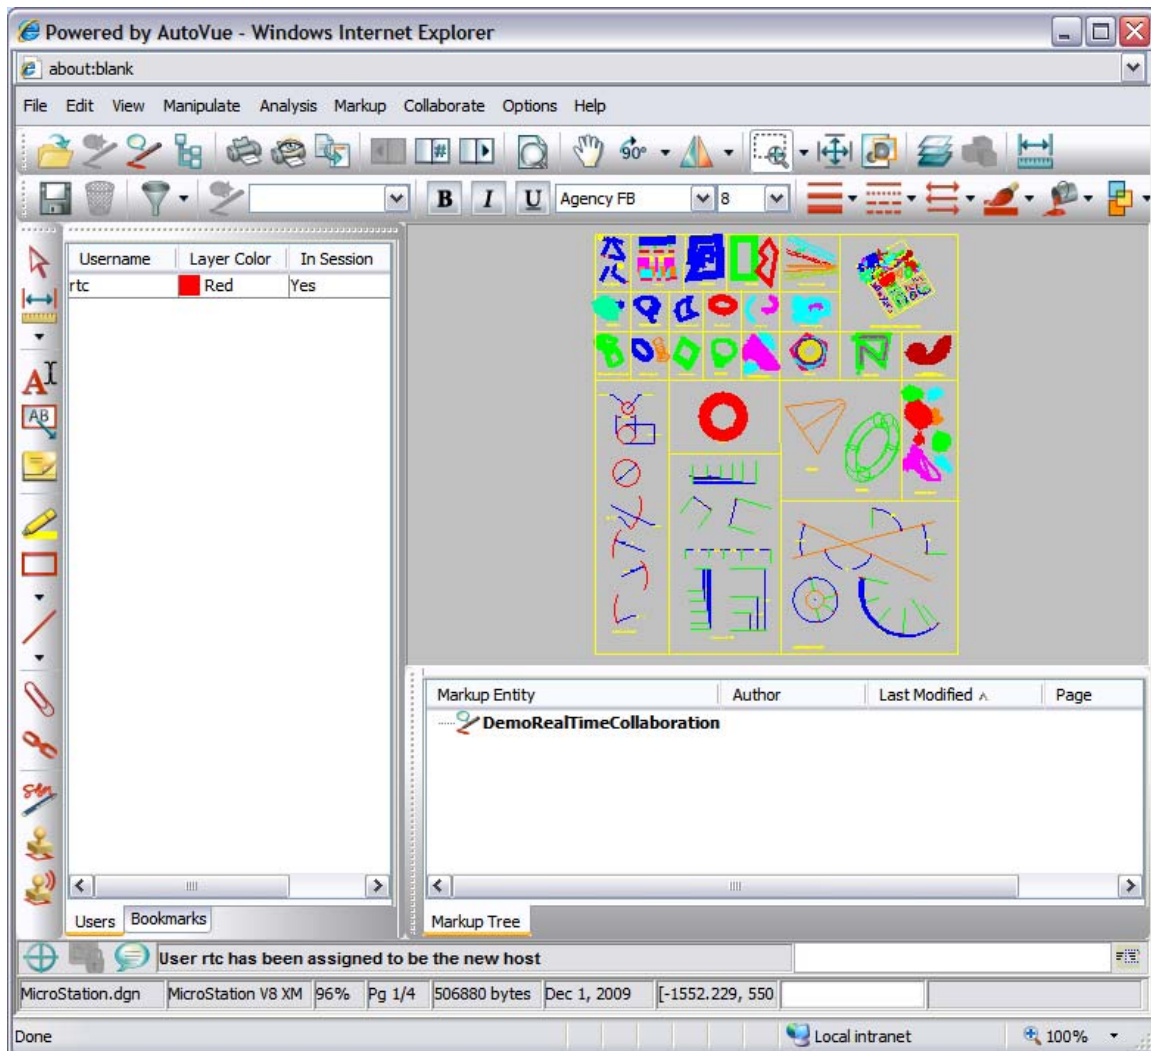 Powered by AutoVue - Windows Internet Explorer
about:blank
File Edit View Manipulate Analysis Markup Collaborate Options Help
90°
B I U Agency FB 8
Username Layer Color In Session
rtc Red Yes
A
AB
Markup Entity Author Last Modified Page
DemoRealTimeCollaboration
Users Bookmarks
Markup Tree
User rtc has been assigned to be the new host
MicroStation.dgn MicroStation V8 XM 96% Pg 1/4 506880 bytes Dec 1, 2009 [-1552.229, 550
Done Local intranet 100%